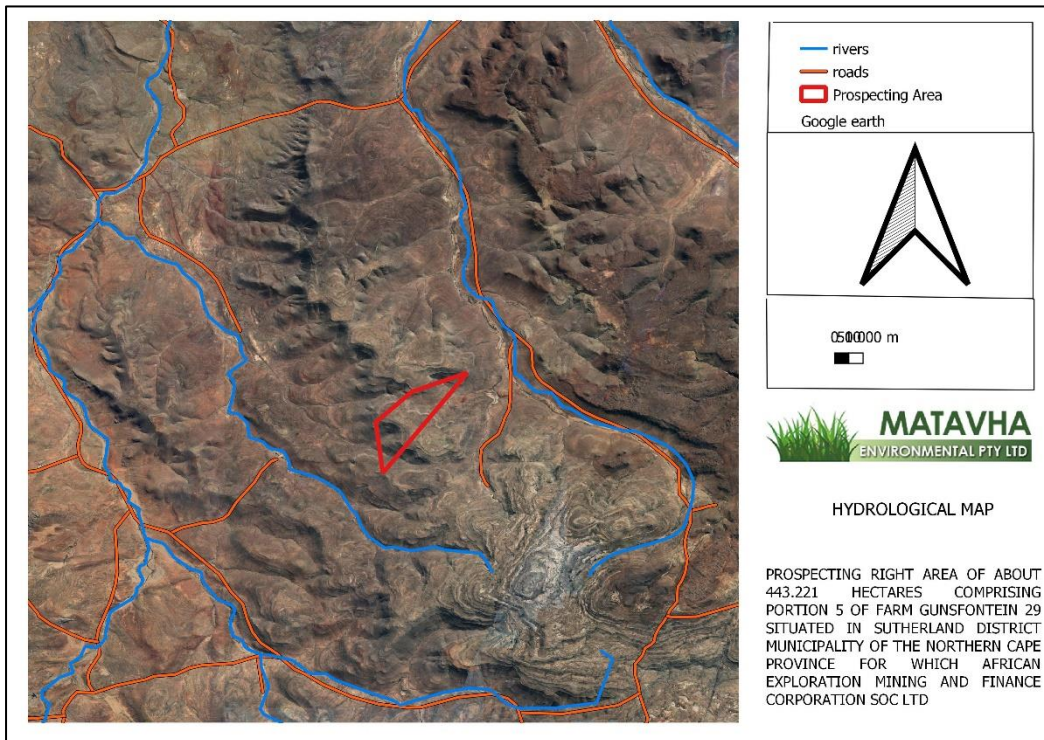 rivers
roads
Prospecting Area
Google earth
MATAVHA
ENVIRONMENTAL PTY LTD
HYDROLOGICAL MAP
PROSPECTING RIGHT AREA OF ABOUT
443.221 HECTARES COMPRISING
PORTION 5 OF FARM GUNSFONTEIN 29
SITUATED IN SUTHERLAND DISTRICT
MUNICIPALITY OF THE NORTHERN CAPE
PROVINCE FOR WHICH AFRICAN
EXPLORATION MINING AND FINANCE
CORPORATION SOC LTD